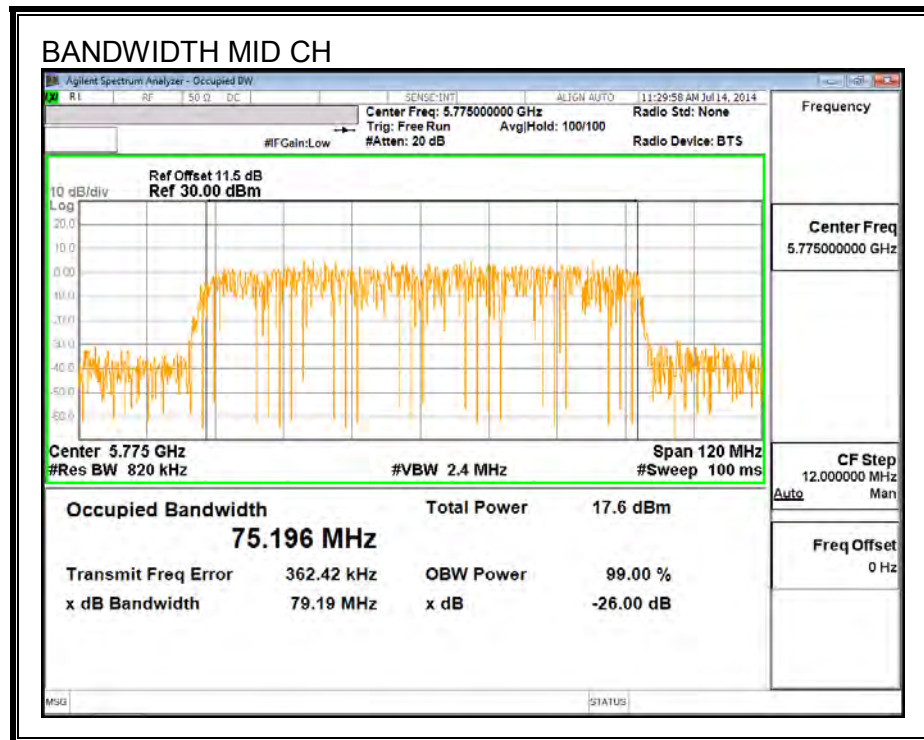 BANDWIDTH MID CH
Agilent Spectrum Analyzer - Occupied BW
RF 50 Ω DC SENSE:INT ALIGN AUTO 11:29:58 AM Jul 14, 2014
Center Freq: 5.775000000 GHz Radio Std: None
Trig: Free Run Avg|Hold: 100/100
#IFGain:Low #Atten: 20 dB Radio Device: BTS
Frequency
Ref Offset 11.5 dB
10 dB/div Ref 30.00 dBm
Log
20.0
10.0
0.00
-40.0
Center Freq
5.775000000 GHz
Center 5.775 GHz Span 120 MHz
#Res BW 820 kHz #VBW 2.4 MHz #Sweep 100 ms
CF Step
12.000000 MHz
Auto Man
Occupied Bandwidth Total Power 17.6 dBm
75.196 MHz
Freq Offset
0 Hz
Transmit Freq Error 362.42 kHz OBW Power 99.00 %
x dB Bandwidth 79.19 MHz x dB -26.00 dB
MSG STATUS